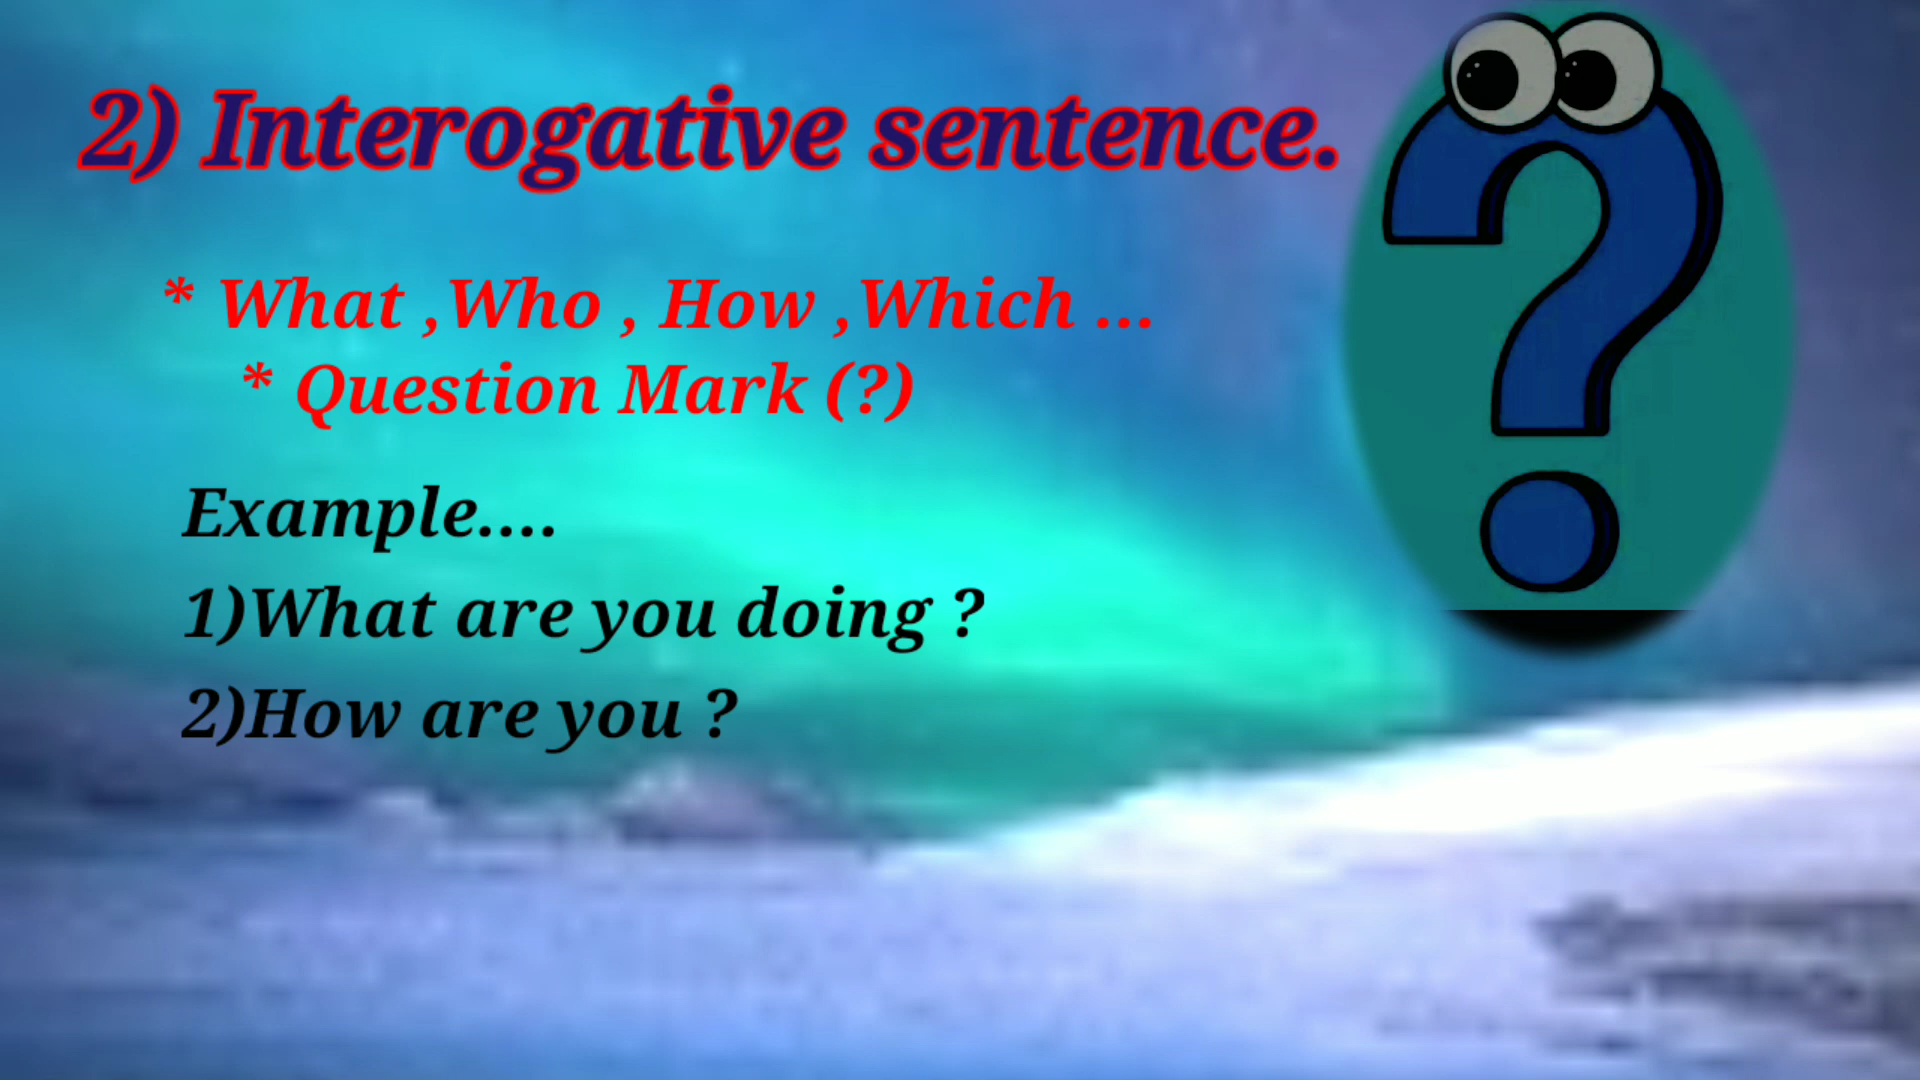 2) Interogative sentence.
* What ,Who , How ,Which ...
* Question Mark (?)
Example....
1)What are you doing ?
2)How are you ?